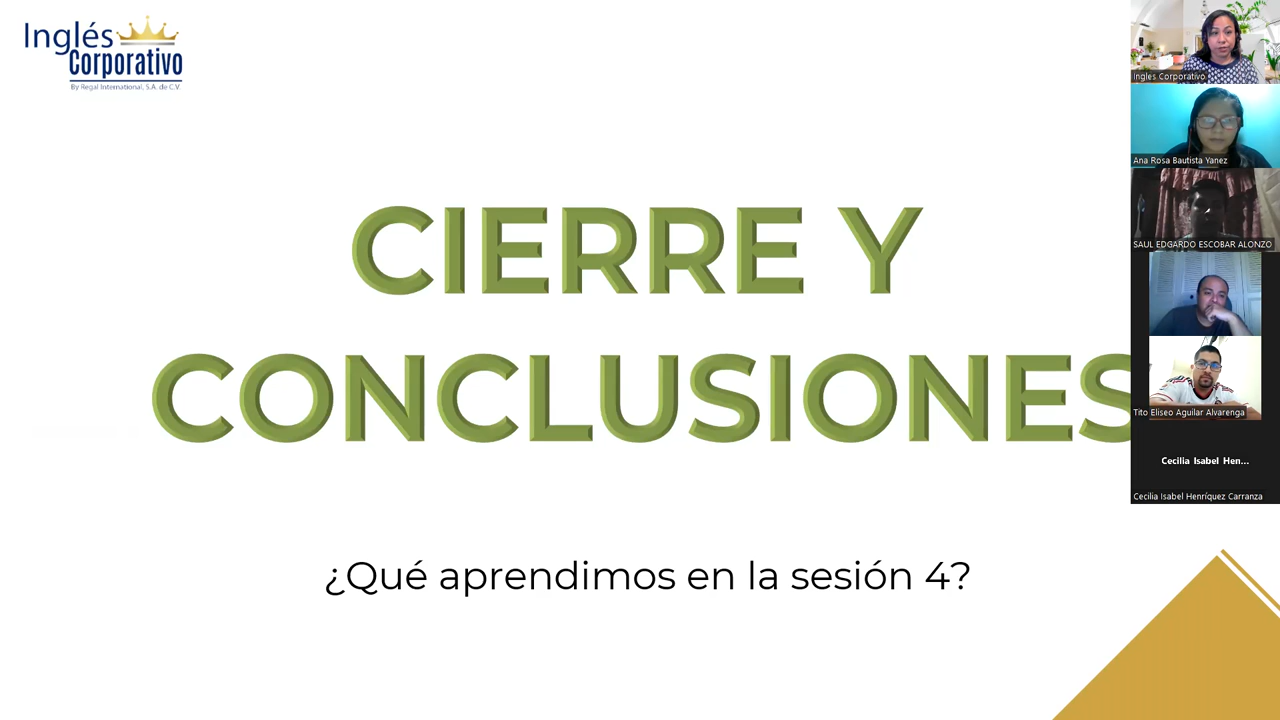 Inglés
Corporativo
By Regal International, S.A. de C.V.
CIERRE Y
CONCLUSIONES
¿Qué aprendimos en la sesión 4?
Ingles Corporativo
Ana Rosa Bautista Yanez
SAUL EDGARDO ESCOBAR ALONZO
Tito Eliseo Aguilar Alvarenga
Cecilia Isabel Hen...
Cecilia Isabel Henríquez Carranza